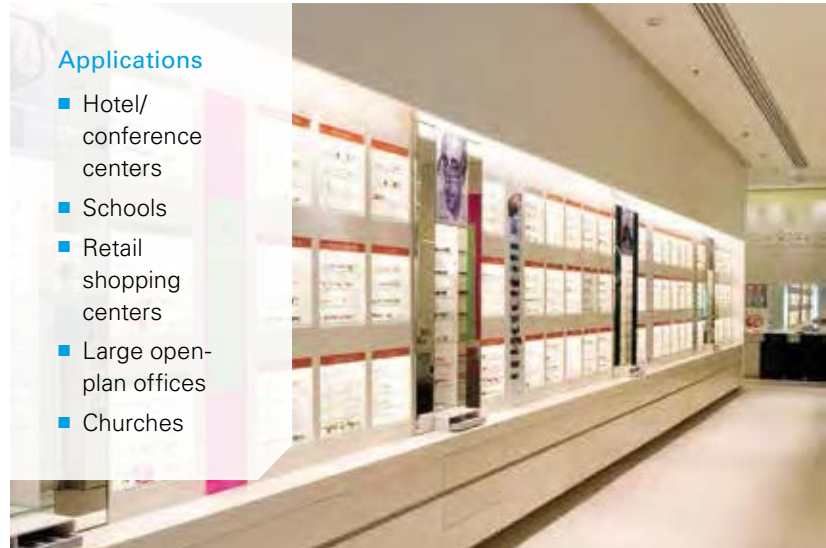 Applications
■ Hotel/
conference
centers
■ Schools
■ Retail
shopping
centers
■ Large open-
plan offices
■ Churches